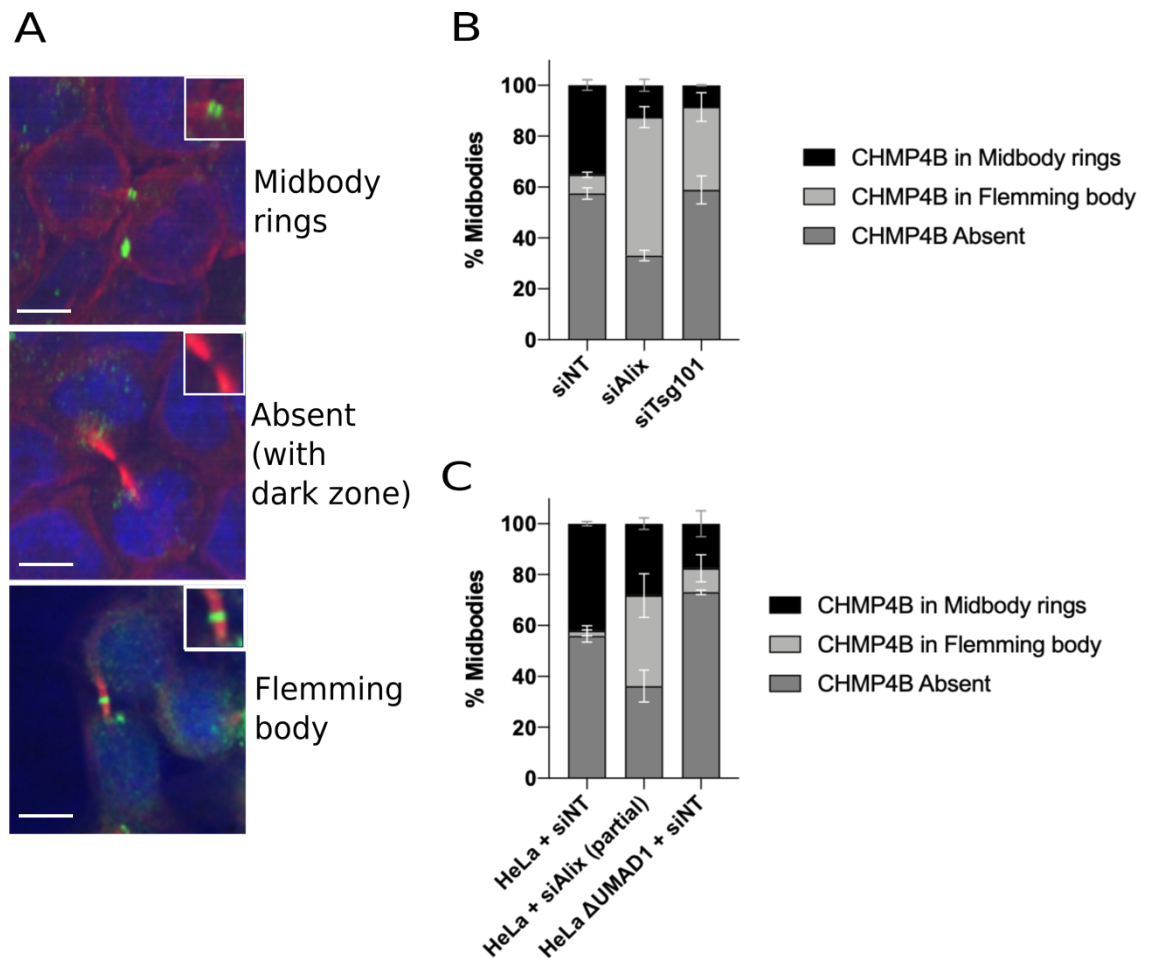 A
Midbody
rings
Absent
(with
dark zone)
Flemming
body
B
% Midbodies
100
80
60
40
20
0
siNT
siAlix
siTsg101
CHMP4B in Midbody rings
CHMP4B in Flemming body
CHMP4B Absent
C
% Midbodies
100
80
60
40
20
0
HeLa + siNT
HeLa + siAlix (partial)
HeLa ΔUMAD1 + siNT
CHMP4B in Midbody rings
CHMP4B in Flemming body
CHMP4B Absent